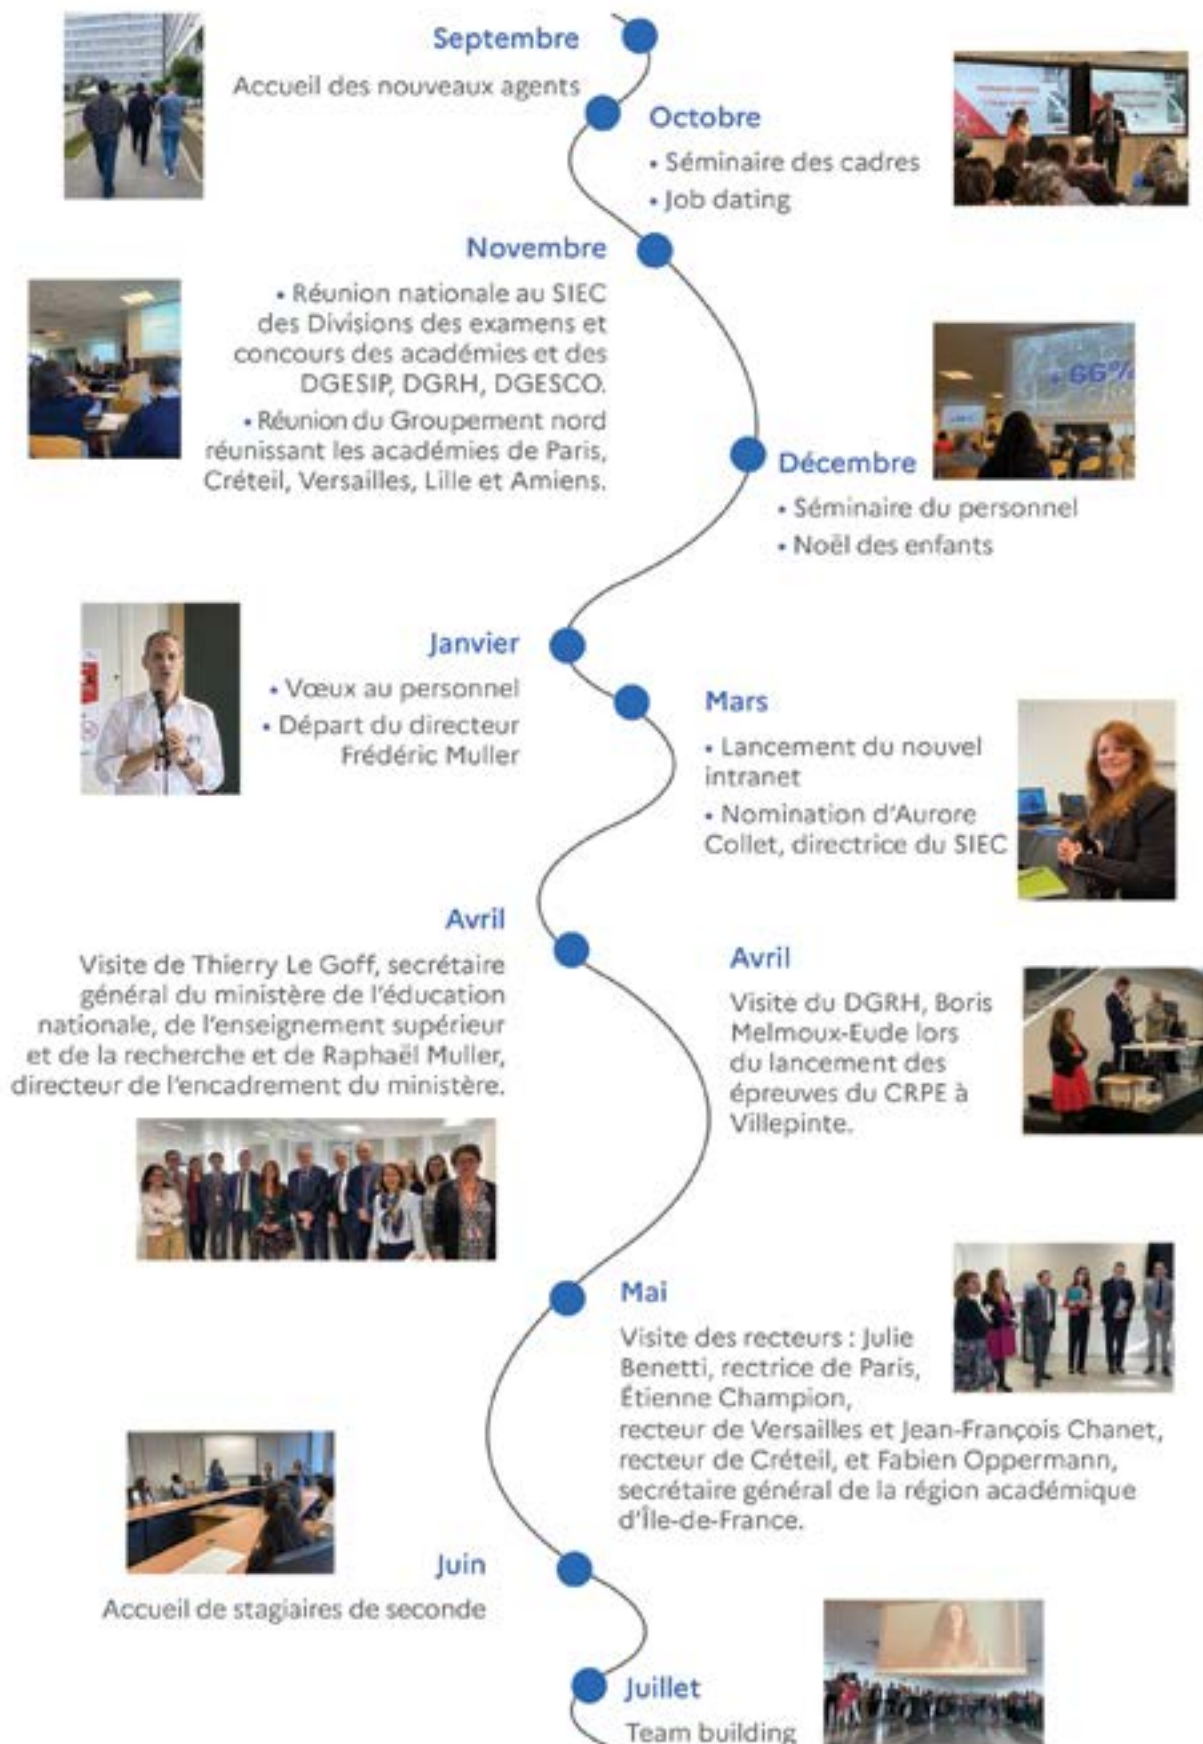 Septembre
Accueil des nouveaux agents
Octobre
• Séminaire des cadres
• Job dating
Novembre
• Réunion nationale au SIEC
des Divisions des examens et
concours des académies et des
DGESIP, DGRH, DGESCO.
• Réunion du Groupement nord
réunissant les académies de Paris,
Créteil, Versailles, Lille et Amiens.
66%
Décembre
• Séminaire du personnel
• Noël des enfants
Janvier
• Vœux au personnel
• Départ du directeur
Frédéric Muller
Mars
• Lancement du nouvel
intranet
• Nomination d'Aurore
Collet, directrice du SIEC
Avril
Visite de Thierry Le Goff, secrétaire
général du ministère de l'éducation
nationale, de l'enseignement supérieur
et de la recherche et de Raphaël Muller,
directeur de l'encadrement du ministère.
Avril
Visite du DGRH, Boris
Melmoux-Eude lors
du lancement des
épreuves du CRPE à
Villepinte.
Mai
Visite des recteurs : Julie
Benetti, rectrice de Paris,
Étienne Champion,
recteur de Versailles et Jean-François Chanet,
recteur de Créteil, et Fabien Oppermann,
secrétaire général de la région académique
d'Île-de-France.
Juin
Accueil de stagiaires de seconde
Juillet
Team building